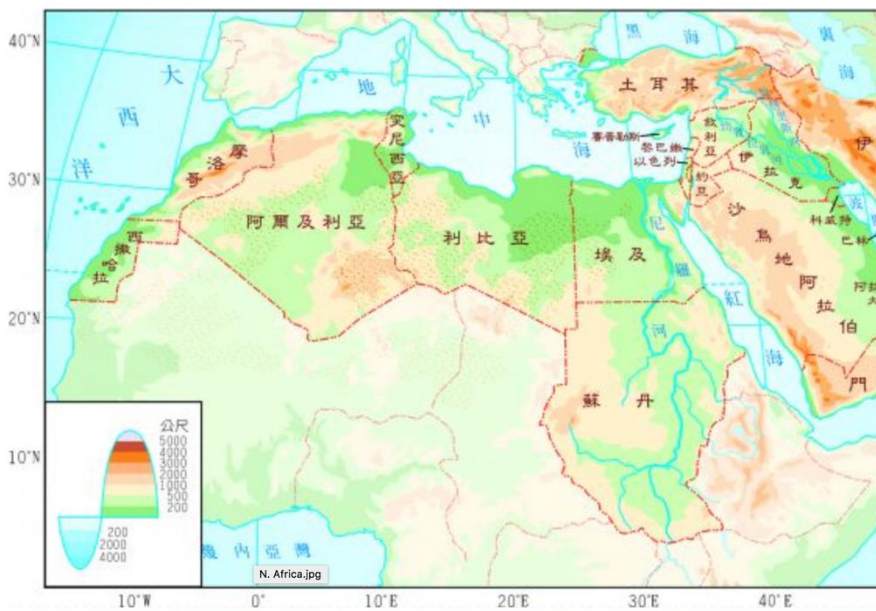 40°N
30°N
20°N
10°N
大西洋
地中海
黑海
裏海
土耳其
賽普勒斯
敘利亞
黎巴嫩
以色列
約旦
伊拉克
伊
科威特
巴林
沙烏地阿拉伯
紅海
門
突尼西亞
摩洛哥
阿爾及利亞
利比亞
埃及
西撒哈拉
尼羅河
蘇丹
幾內亞灣
公尺
5000
4000
3000
2000
1000
500
200
200
2000
4000
N. Africa.jpg
10°W
0°
10°E
20°E
30°E
40°E